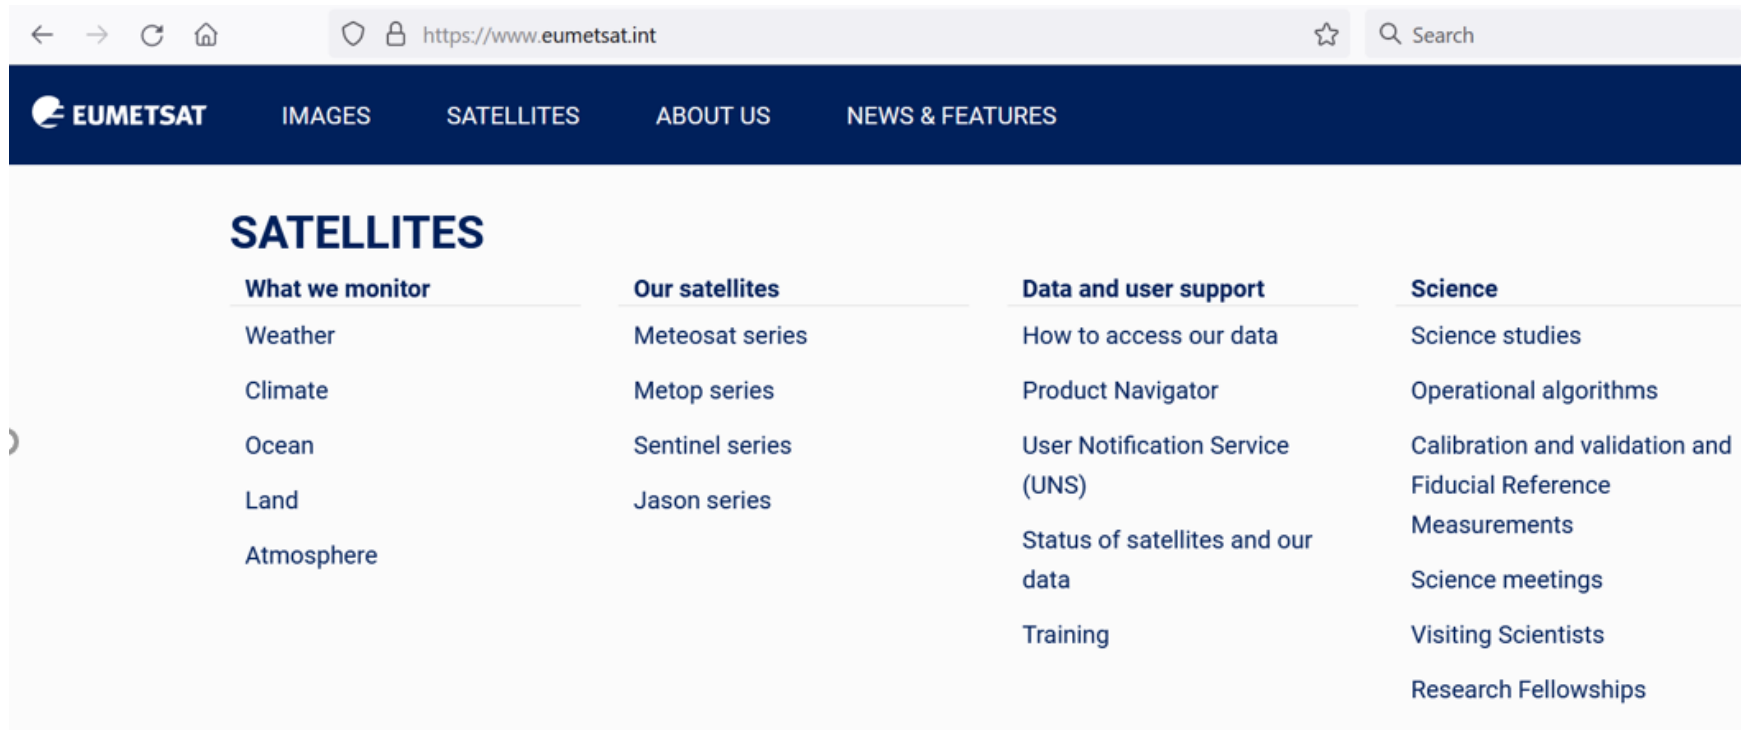 https://www.eumetsat.int
Search
EUMETSAT
IMAGES
SATELLITES
ABOUT US
NEWS & FEATURES
SATELLITES
What we monitor
Weather
Climate
Ocean
Land
Atmosphere
Our satellites
Meteosat series
Metop series
Sentinel series
Jason series
Data and user support
How to access our data
Product Navigator
User Notification Service
(UNS)
Status of satellites and our
data
Training
Science
Science studies
Operational algorithms
Calibration and validation and
Fiducial Reference
Measurements
Science meetings
Visiting Scientists
Research Fellowships